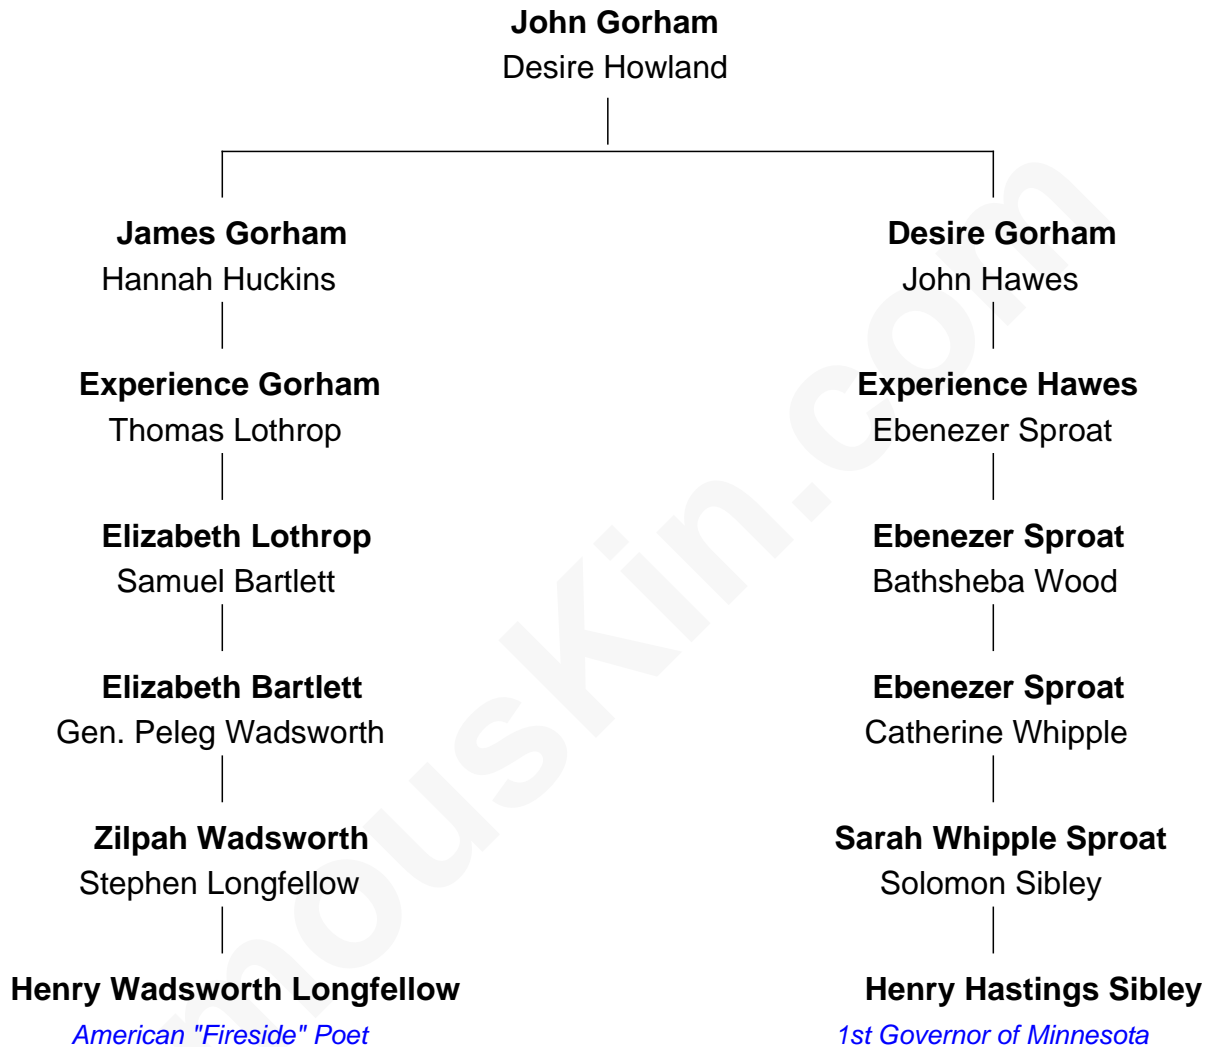 John Gorham
Desire Howland
James Gorham
Hannah Huckins
Desire Gorham
John Hawes
Experience Gorham
Thomas Lothrop
Experience Hawes
Ebenezer Sproat
Elizabeth Lothrop
Samuel Bartlett
Ebenezer Sproat
Bathsheba Wood
Elizabeth Bartlett
Gen. Peleg Wadsworth
Ebenezer Sproat
Catherine Whipple
Zilpah Wadsworth
Stephen Longfellow
Sarah Whipple Sproat
Solomon Sibley
Henry Wadsworth Longfellow
American "Fireside" Poet
Henry Hastings Sibley
1st Governor of Minnesota
mousKin.com